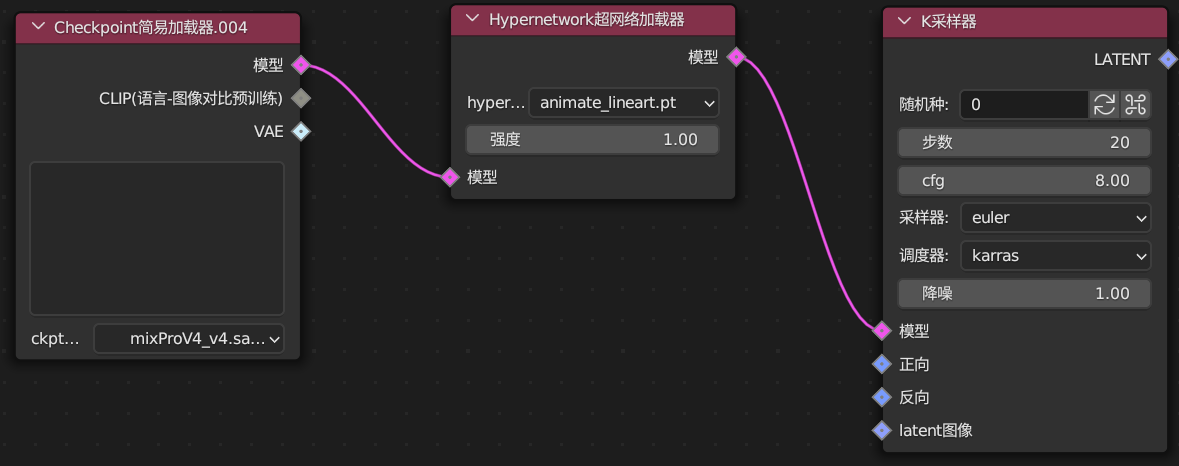 Checkpoint简易加载器.004
模型
CLIP(语言-图像对比预训练)
VAE
ckpt... mixProV4_v4.sa...
Hypernetwork超网络加载器
模型
hyper... animate_lineart.pt
强度 1.00
模型
K采样器
LATENT
随机种: 0
步数 20
cfg 8.00
采样器: euler
调度器: karras
降噪 1.00
模型
正向
反向
latent图像